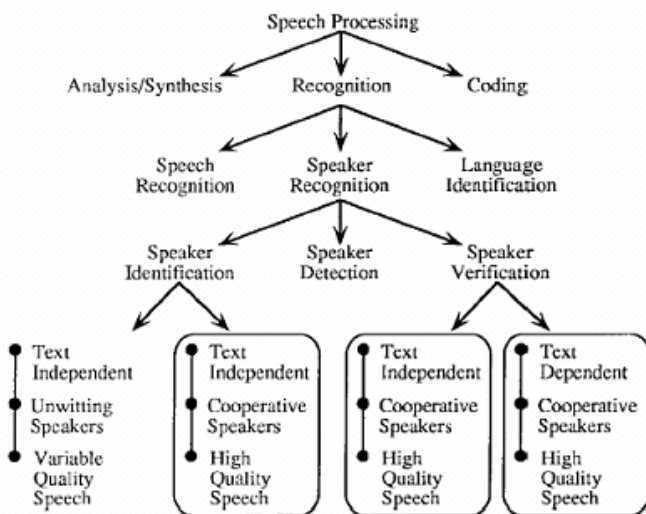 Speech Processing
Analysis/Synthesis Recognition Coding
Speech Recognition
Speaker Recognition
Language Identification
Speaker Identification
Speaker Detection
Speaker Verification
Text Independent
Unwitting Speakers
Variable Quality Speech
Text Independent
Cooperative Speakers
High Quality Speech
Text Independent
Cooperative Speakers
High Quality Speech
Text Dependent
Cooperative Speakers
High Quality Speech